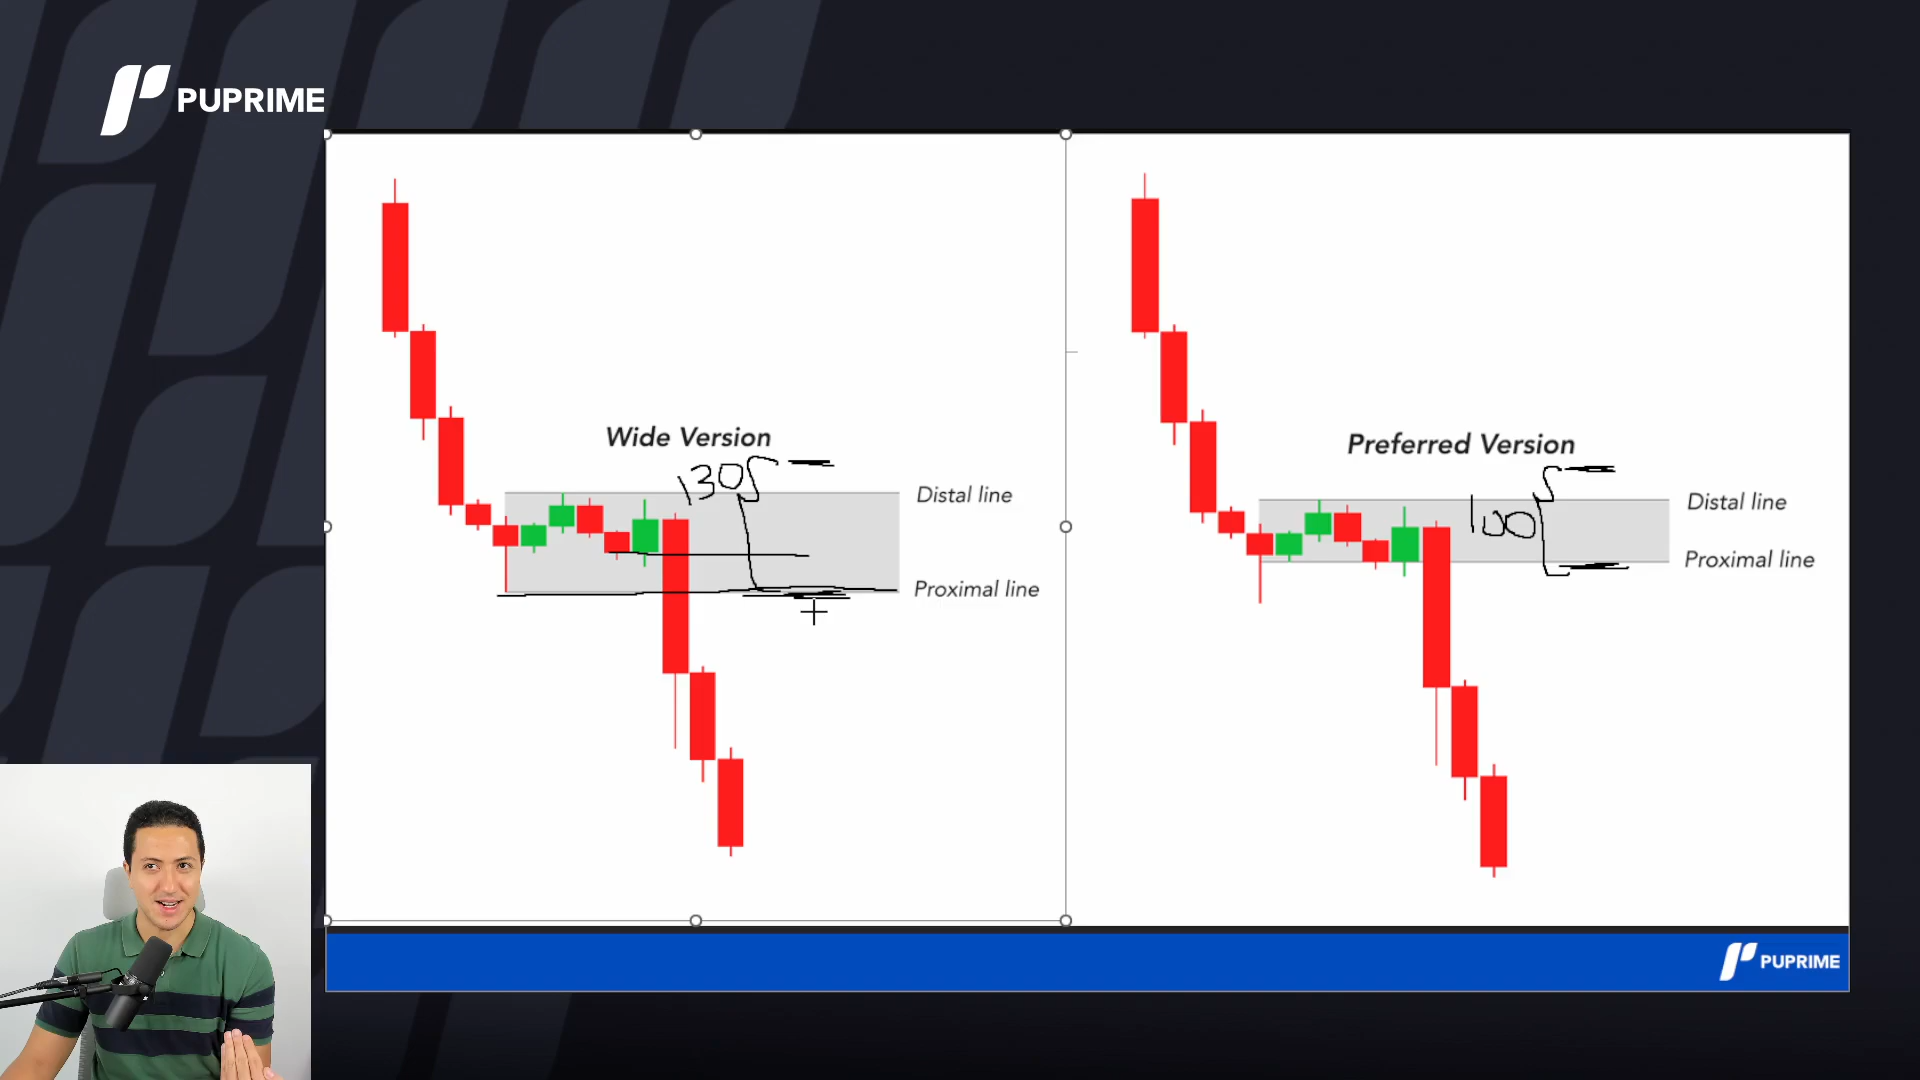 PUPRIME
Wide Version
130
Distal line
Proximal line
Preferred Version
100
Distal line
Proximal line
PUPRIME